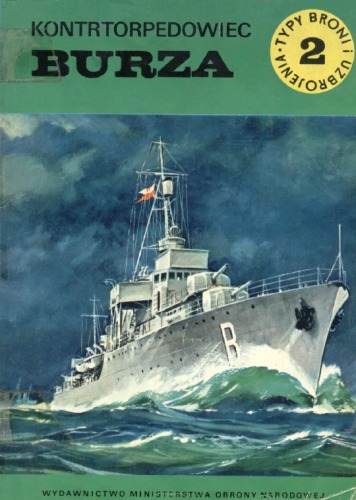 KONTRTORPEDOWIEC
BURZA
TYPY BRONI i UZBROJENIA
2
B
WYDAWNICTWO MINISTERSTWA OBRONY NARODOWEJ